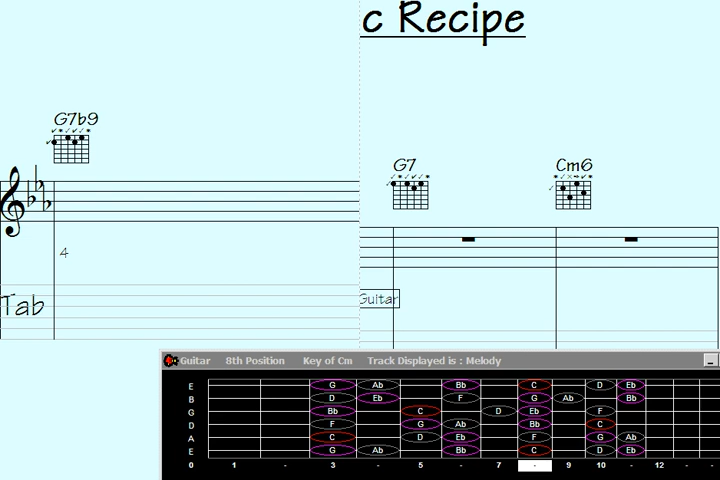 c Recipe
G7b9
G7
Cm6
4
Guitar
Tab
Guitar 8th Position Key of Cm Track Displayed is : Melody
E G Ab Bb C D Eb
B D Eb F G Ab Bb
G Bb C D Eb F
D F G Ab Bb C
A C D Eb F G Ab
E G Ab Bb C D Eb
0 1 - 3 - 5 - 7 - 9 10 - 12 - -